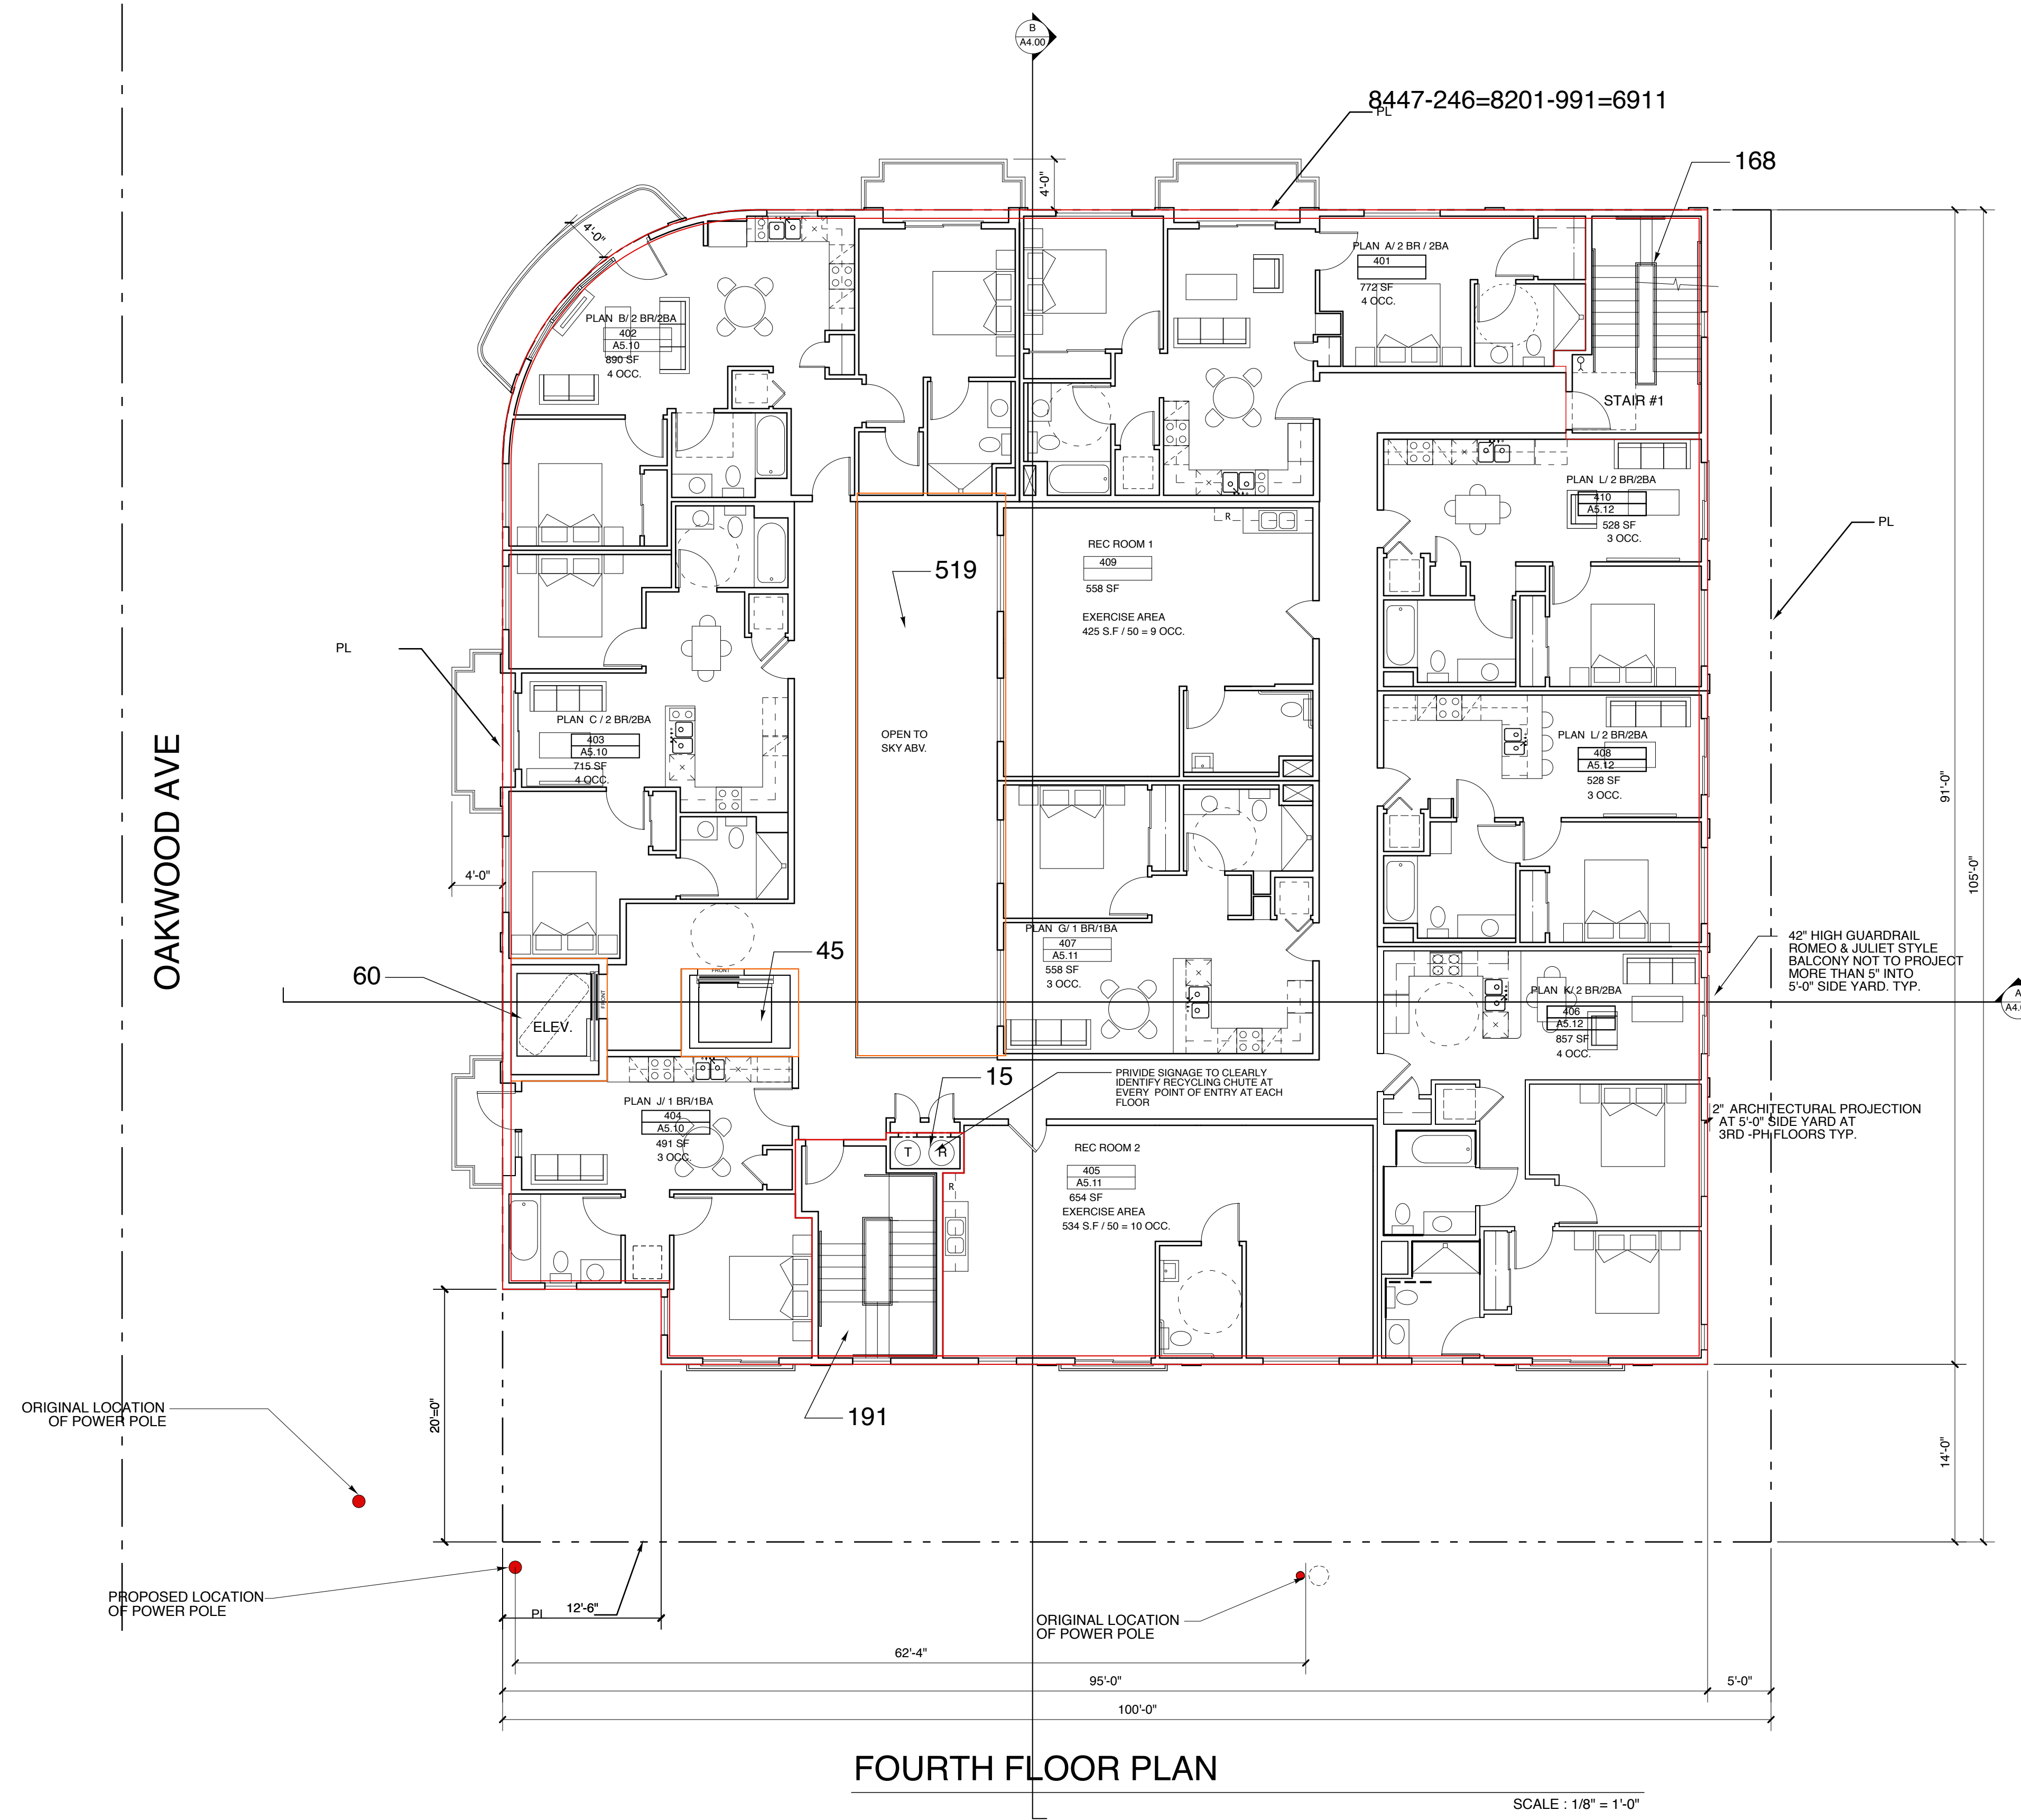 B
A4.00
8447-246=8201-991=6911
PL
168
4'-0"
4'-0"
PLAN A/ 2 BR / 2BA
401
772 SF
4 OCC.
PLAN B/ 2 BR/2BA
402
A5.10
890 SF
4 OCC.
STAIR #1
PLAN L/ 2 BR/2BA
410
A5.12
528 SF
3 OCC.
PL
R
REC ROOM 1
409
558 SF
EXERCISE AREA
425 S.F / 50 = 9 OCC.
519
PL
PLAN C / 2 BR/2BA
403
A5.10
715 SF
4 OCC.
OPEN TO
SKY ABV.
PLAN L/ 2 BR/2BA
408
A5.12
528 SF
3 OCC.
91'-0"
105'-0"
OAKWOOD AVE
4'-0"
PLAN G/ 1 BR/1BA
407
A5.11
558 SF
3 OCC.
45
60
FRONT
FRONT
ELEV.
42" HIGH GUARDRAIL
ROMEO & JULIET STYLE
BALCONY NOT TO PROJECT
MORE THAN 5" INTO
5'-0" SIDE YARD. TYP.
PLAN K/ 2 BR/2BA
406
A5.12
857 SF
4 OCC.
A
A4.0
15
PRIVIDE SIGNAGE TO CLEARLY
IDENTIFY RECYCLING CHUTE AT
EVERY POINT OF ENTRY AT EACH
FLOOR
PLAN J/ 1 BR/1BA
404
A5.10
491 SF
3 OCC.
T
R
R
REC ROOM 2
405
A5.11
654 SF
EXERCISE AREA
534 S.F / 50 = 10 OCC.
2" ARCHITECTURAL PROJECTION
AT 5'-0" SIDE YARD AT
3RD -PH FLOORS TYP.
191
20'=0"
14'-0"
ORIGINAL LOCATION
OF POWER POLE
PROPOSED LOCATION
OF POWER POLE
PL
12'-6"
ORIGINAL LOCATION
OF POWER POLE
62'-4"
95'-0"
5'-0"
100'-0"
FOURTH FLOOR PLAN
SCALE : 1/8" = 1'-0"